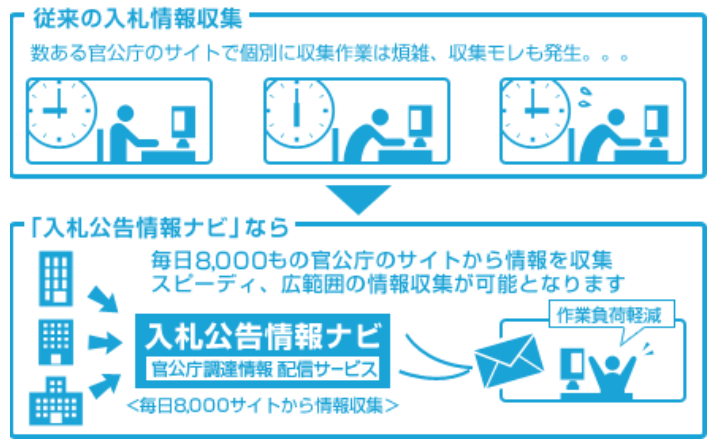 従来の入札情報収集
数ある官公庁のサイトで個別に収集作業は煩雑、収集モレも発生。。。
「入札公告情報ナビ」なら
毎日8,000もの官公庁のサイトから情報を収集
スピーディ、広範囲の情報収集が可能となります
作業負荷軽減
入札公告情報ナビ
官公庁調達情報 配信サービス
<毎日8,000サイトから情報収集>